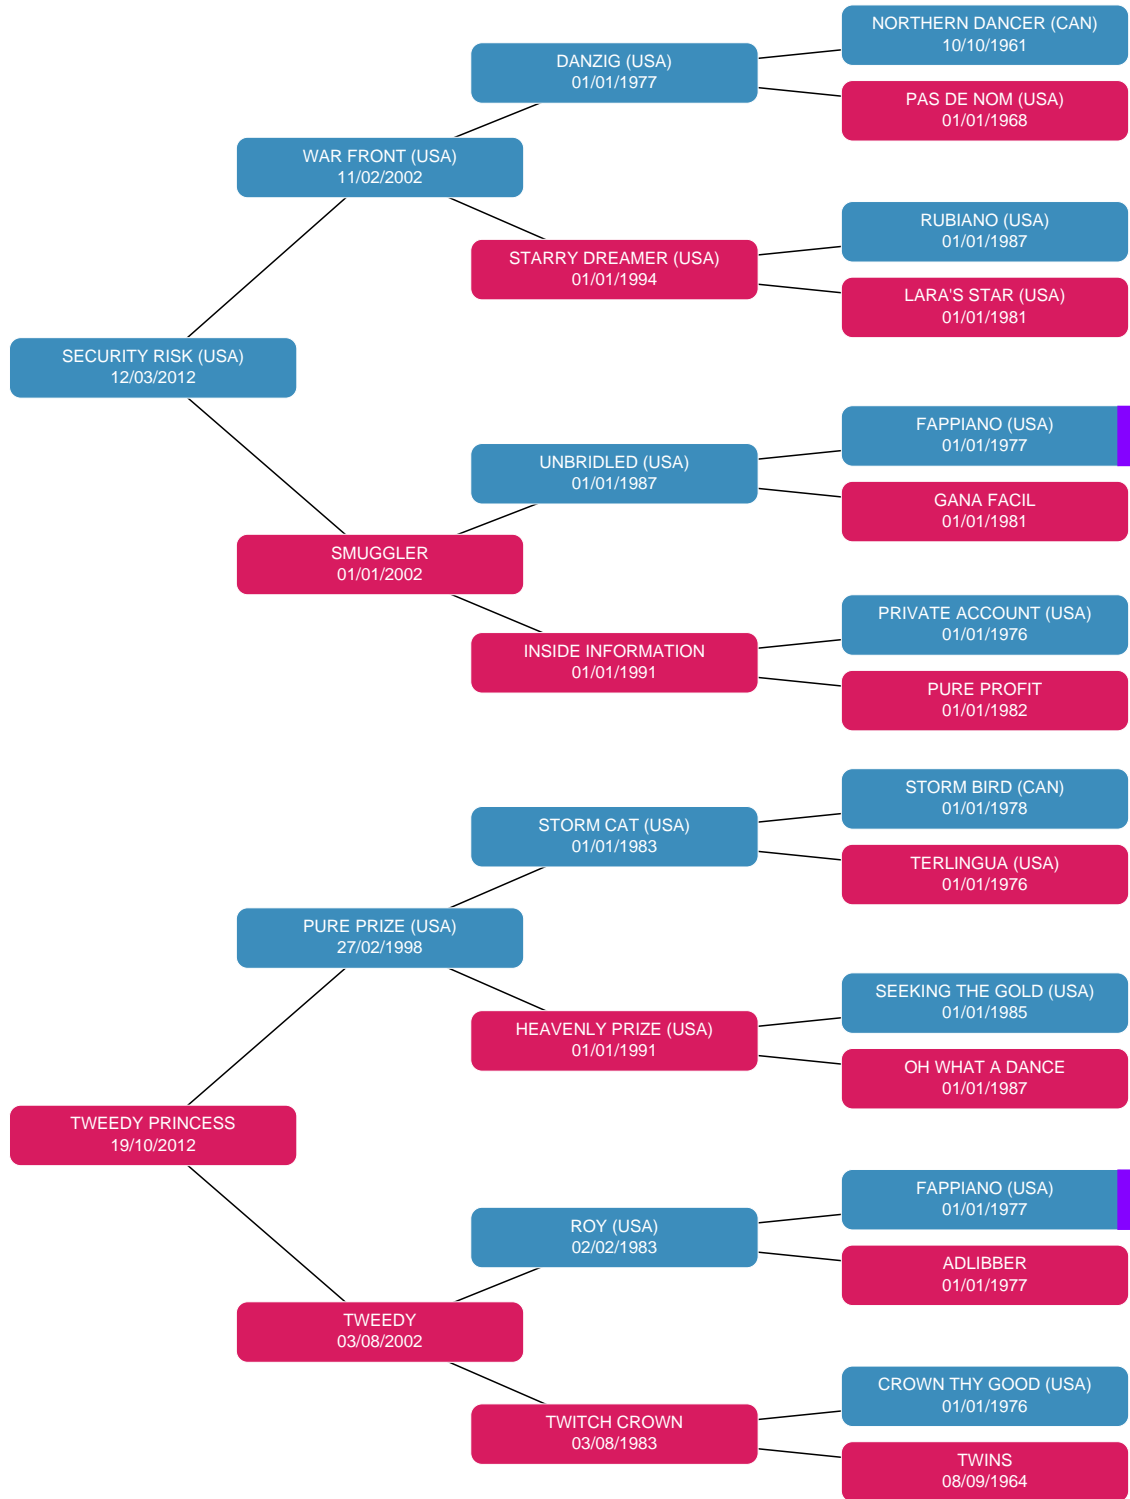 NORTHERN DANCER (CAN)
10/10/1961
DANZIG (USA)
01/01/1977
PAS DE NOM (USA)
01/01/1968
WAR FRONT (USA)
11/02/2002
RUBIANO (USA)
01/01/1987
STARRY DREAMER (USA)
01/01/1994
LARA'S STAR (USA)
01/01/1981
SECURITY RISK (USA)
12/03/2012
FAPPIANO (USA)
01/01/1977
UNBRIDLED (USA)
01/01/1987
GANA FACIL
01/01/1981
SMUGGLER
01/01/2002
PRIVATE ACCOUNT (USA)
01/01/1976
INSIDE INFORMATION
01/01/1991
PURE PROFIT
01/01/1982
STORM BIRD (CAN)
01/01/1978
STORM CAT (USA)
01/01/1983
TERLINGUA (USA)
01/01/1976
PURE PRIZE (USA)
27/02/1998
SEEKING THE GOLD (USA)
01/01/1985
HEAVENLY PRIZE (USA)
01/01/1991
OH WHAT A DANCE
01/01/1987
TWEEDY PRINCESS
19/10/2012
FAPPIANO (USA)
01/01/1977
ROY (USA)
02/02/1983
ADLIBBER
01/01/1977
TWEEDY
03/08/2002
CROWN THY GOOD (USA)
01/01/1976
TWITCH CROWN
03/08/1983
TWINS
08/09/1964